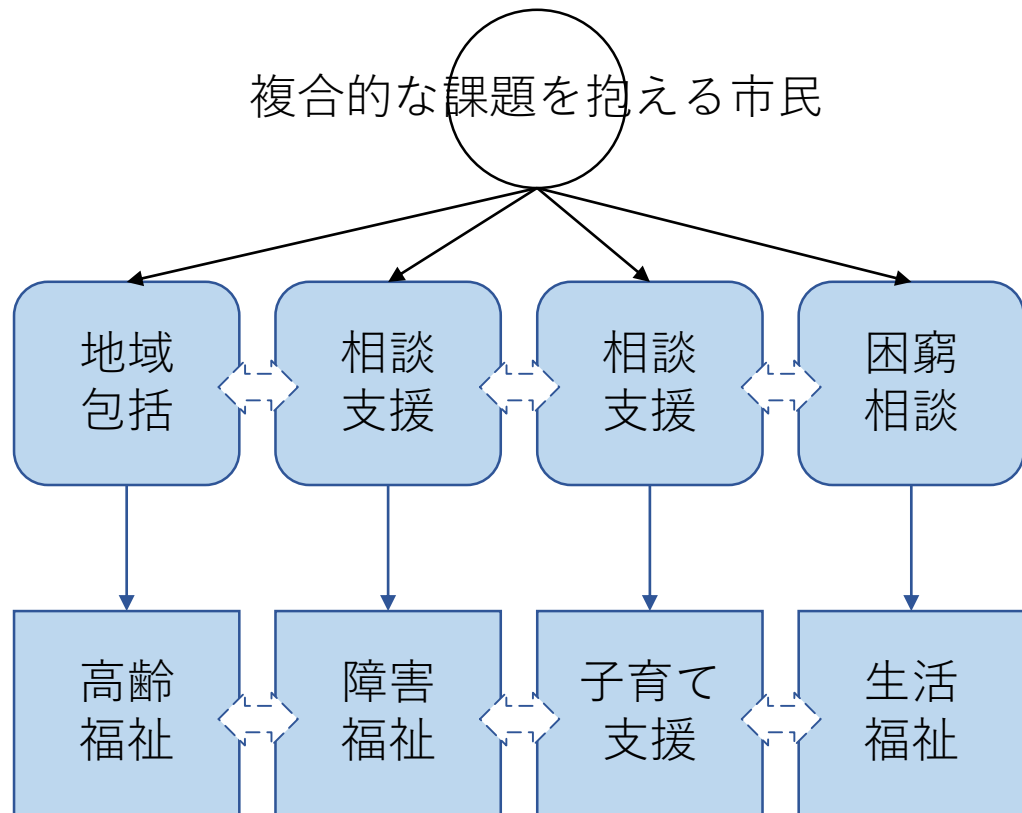 複合的な課題を抱える市民
地域
包括
相談
支援
相談
支援
困窮
相談
高齢
福祉
障害
福祉
子育て
支援
生活
福祉